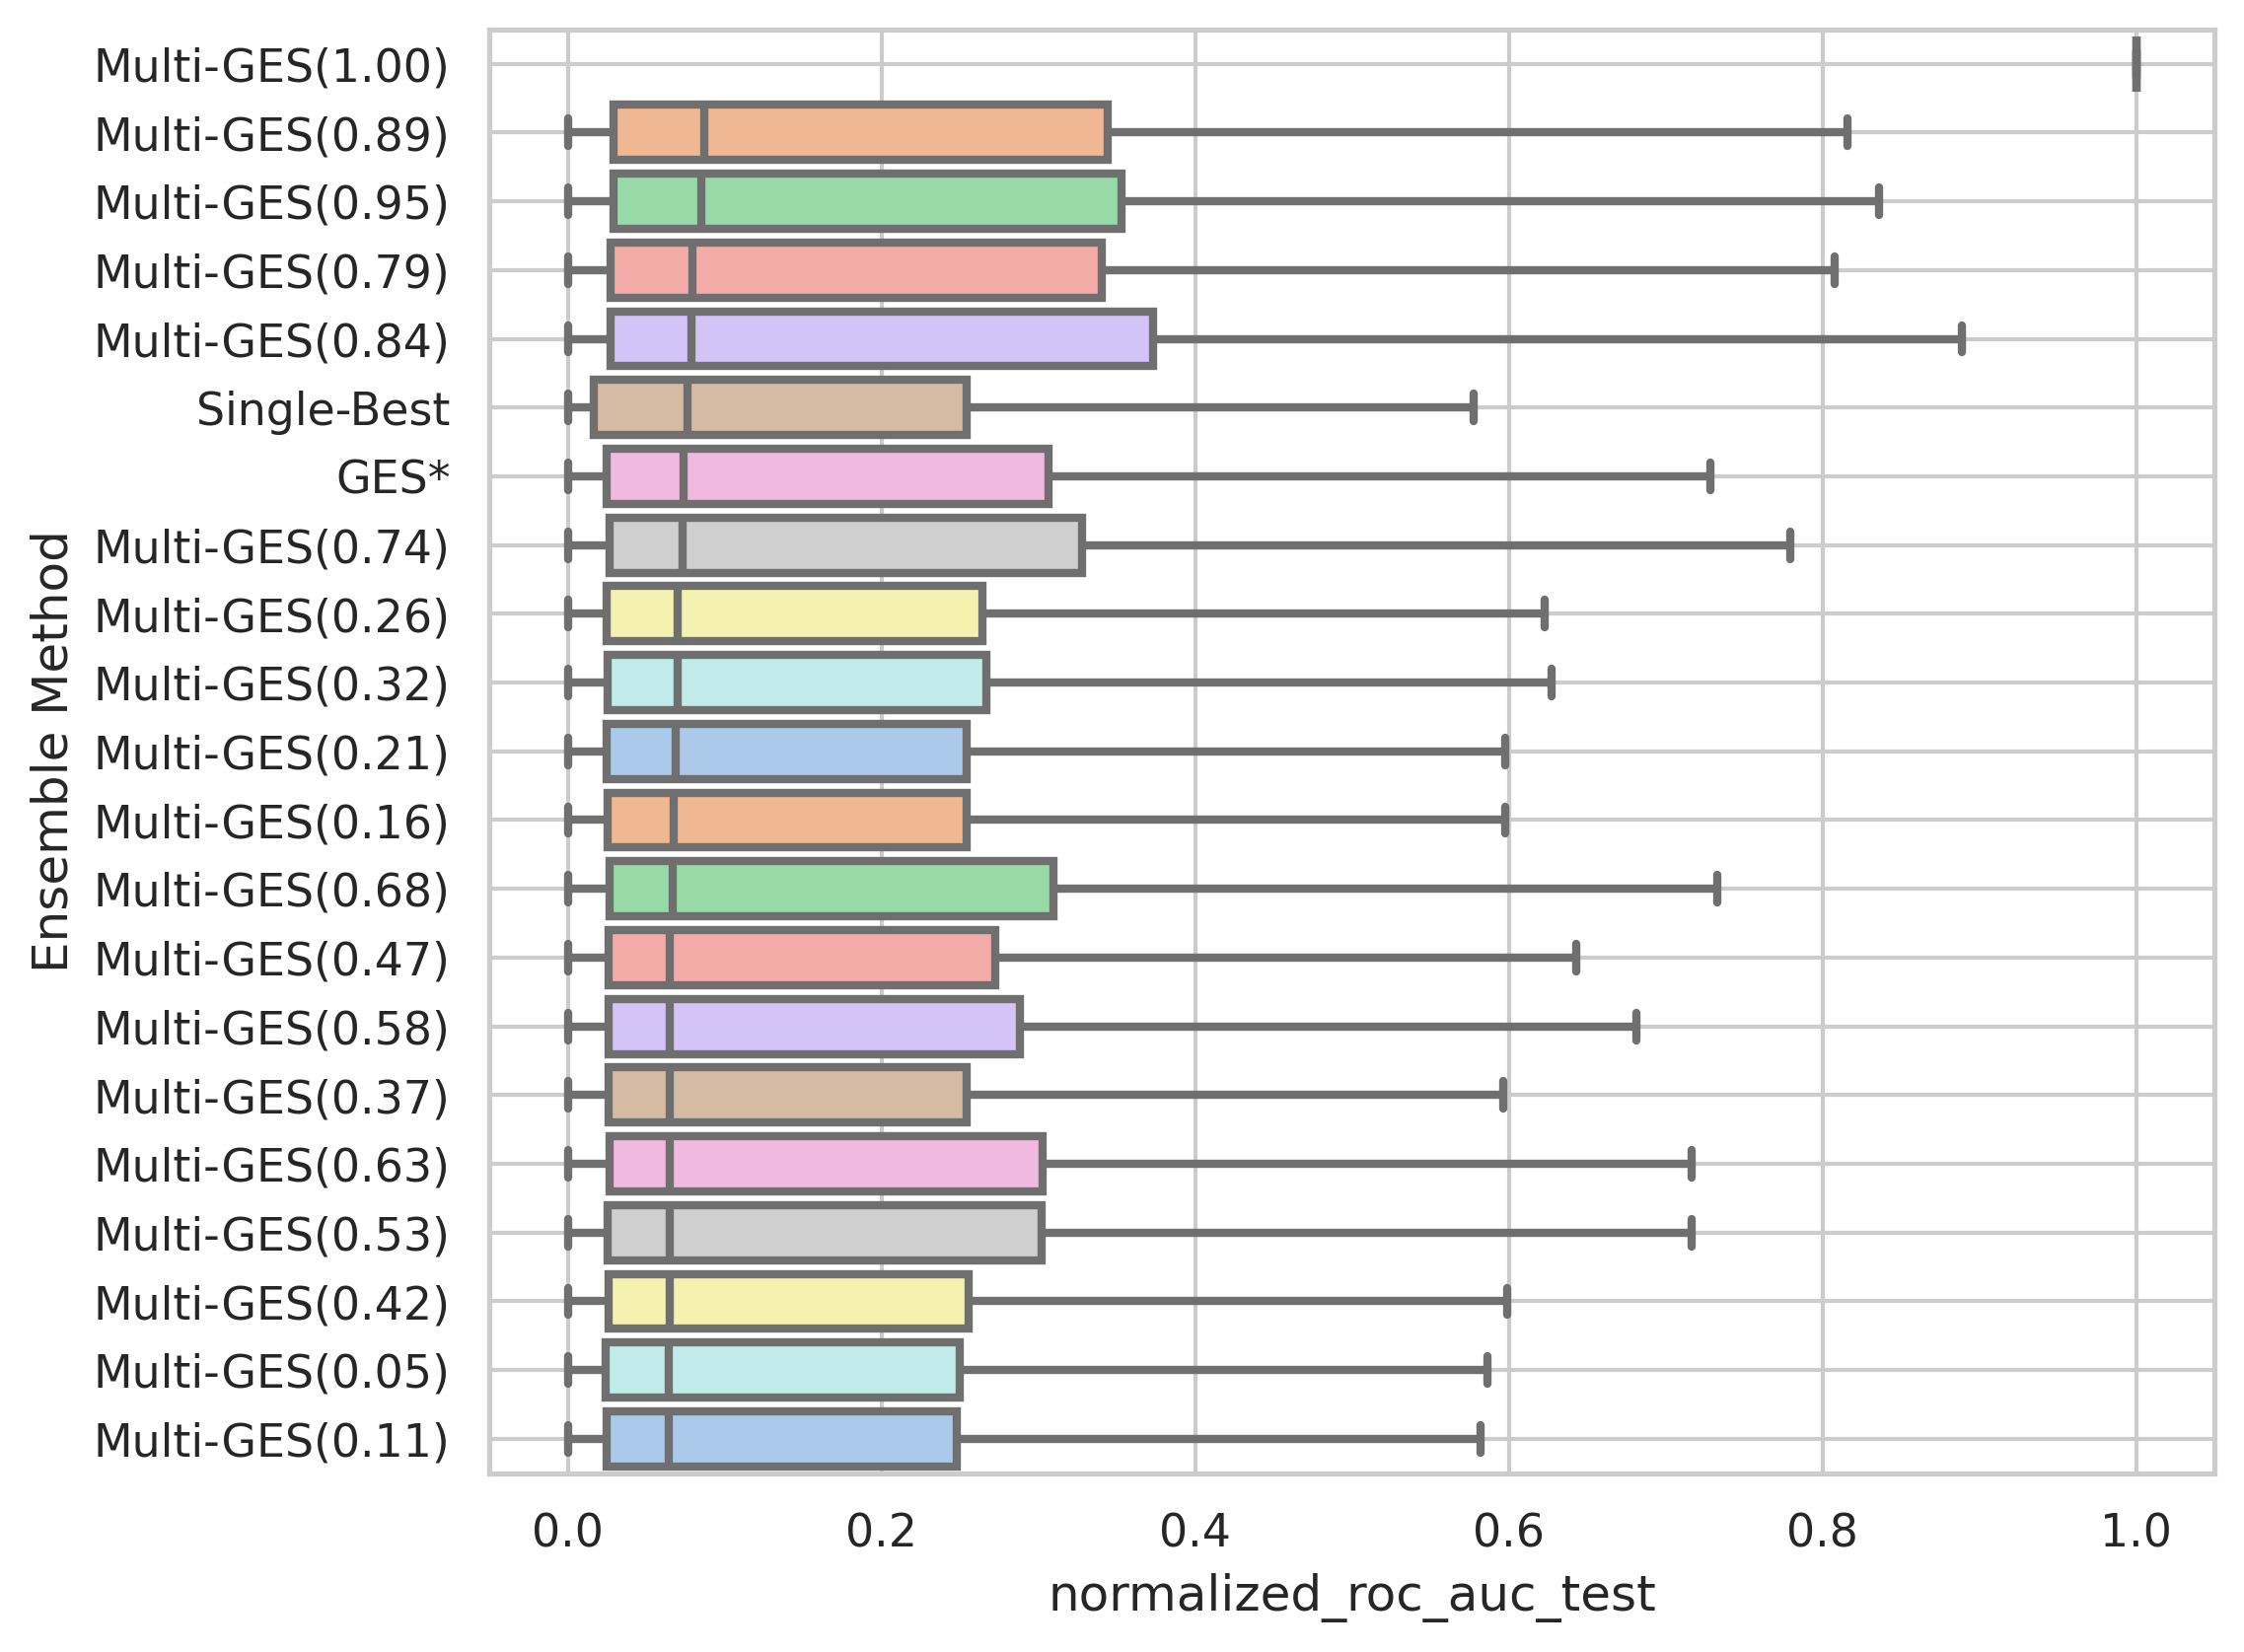 Ensemble Method
Multi-GES(1.00)
Multi-GES(0.89)
Multi-GES(0.95)
Multi-GES(0.79)
Multi-GES(0.84)
Single-Best
GES*
Multi-GES(0.74)
Multi-GES(0.26)
Multi-GES(0.32)
Multi-GES(0.21)
Multi-GES(0.16)
Multi-GES(0.68)
Multi-GES(0.47)
Multi-GES(0.58)
Multi-GES(0.37)
Multi-GES(0.63)
Multi-GES(0.53)
Multi-GES(0.42)
Multi-GES(0.05)
Multi-GES(0.11)
0.0 0.2 0.4 0.6 0.8 1.0
normalized_roc_auc_test